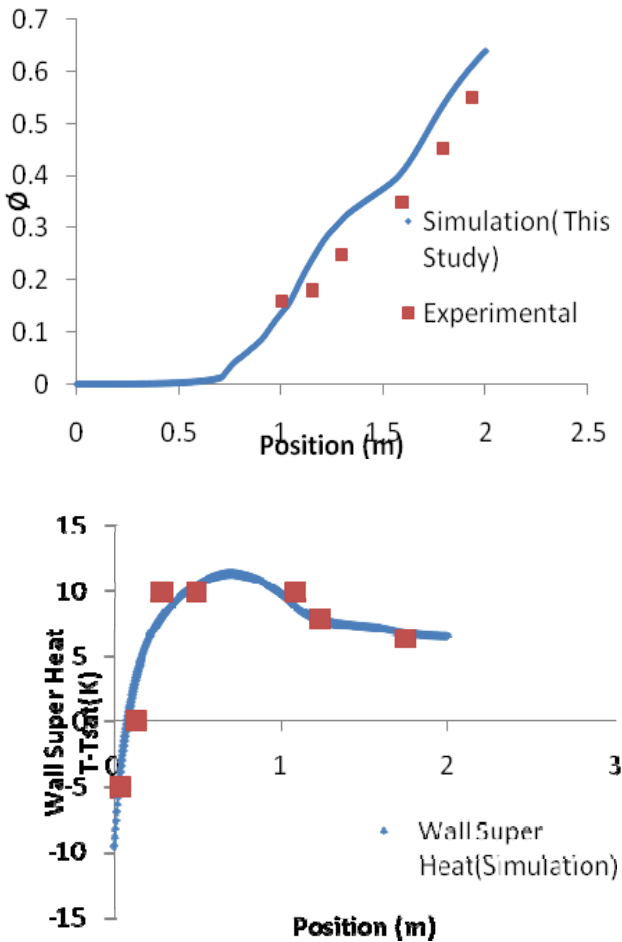 0.7
0.6
0.5
0.4
0.3
0.2
0.1
0
Ø
Simulation( This
Study)
Experimental
0 0.5 1 1.5 2 2.5
Position (m)
15
10
5
0
-5
-10
-15
Wall Super Heat
T-Tsat(K)
0 1 2 3
Wall Super
Heat(Simulation)
Position (m)